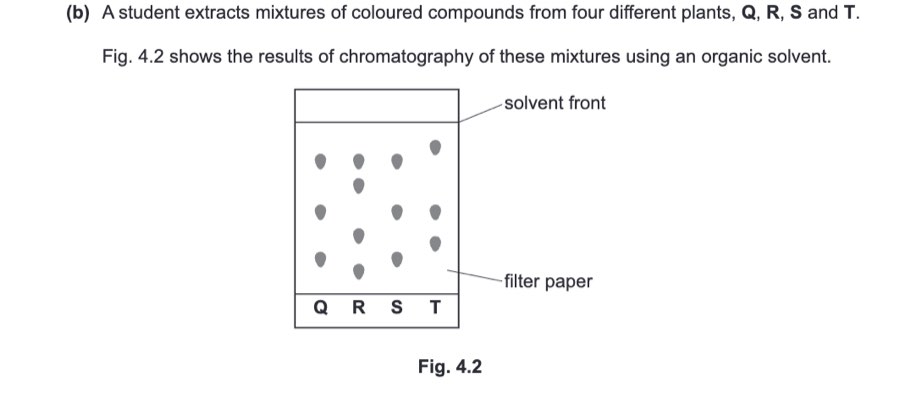 (b) A student extracts mixtures of coloured compounds from four different plants, Q, R, S and T.
Fig. 4.2 shows the results of chromatography of these mixtures using an organic solvent.
solvent front
filter paper
Q R S T
Fig. 4.2